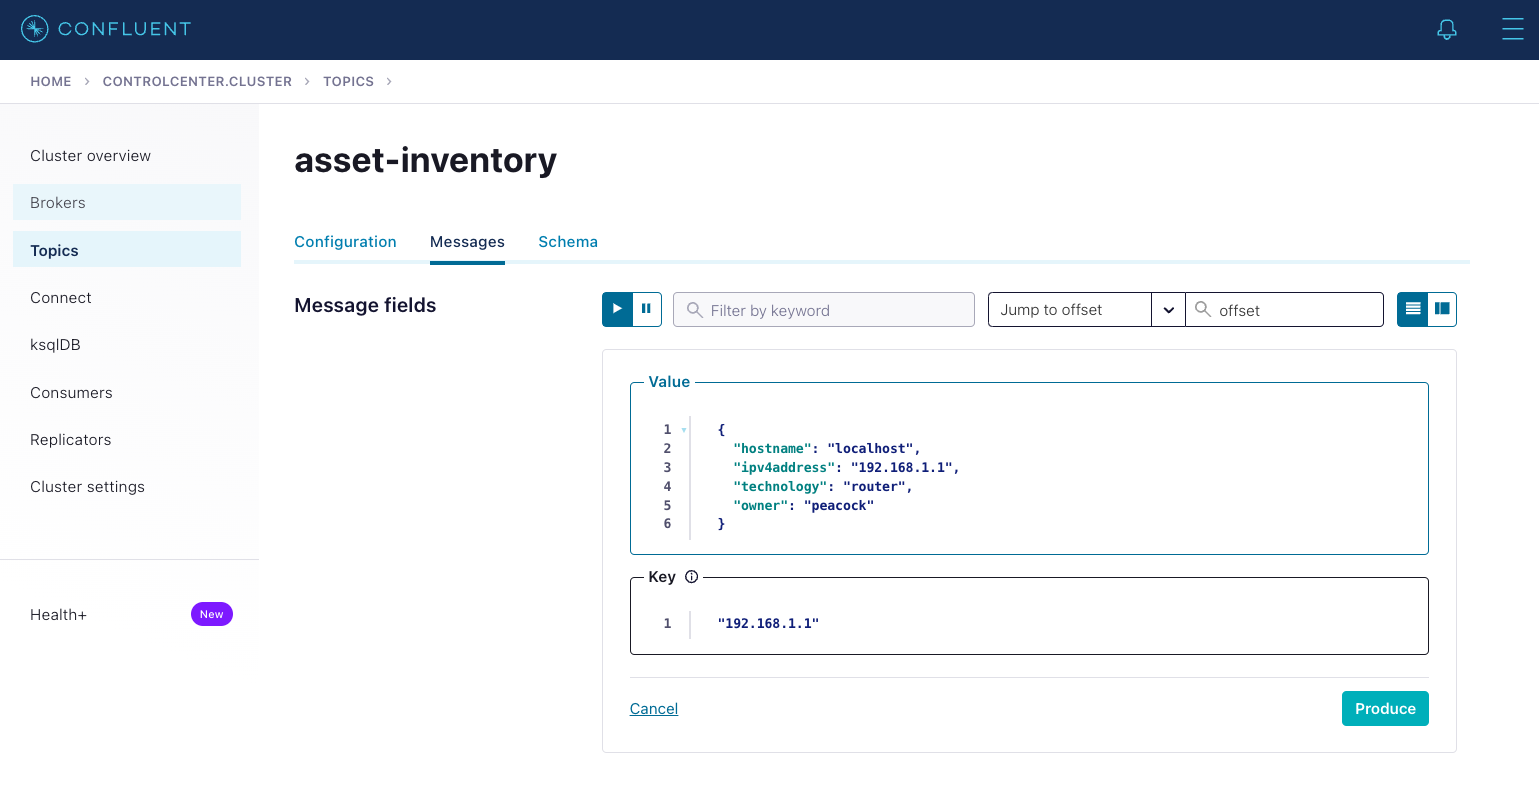 CONFLUENT
HOME > CONTROLCENTER.CLUSTER > TOPICS >
Cluster overview
Brokers
Topics
Connect
ksqlDB
Consumers
Replicators
Cluster settings
Health+ New
asset-inventory
Configuration Messages Schema
Message fields
Filter by keyword
Jump to offset
offset
Value
1 {
2 "hostname": "localhost",
3 "ipv4address": "192.168.1.1",
4 "technology": "router",
5 "owner": "peacock"
6 }
Key
1 "192.168.1.1"
Cancel
Produce